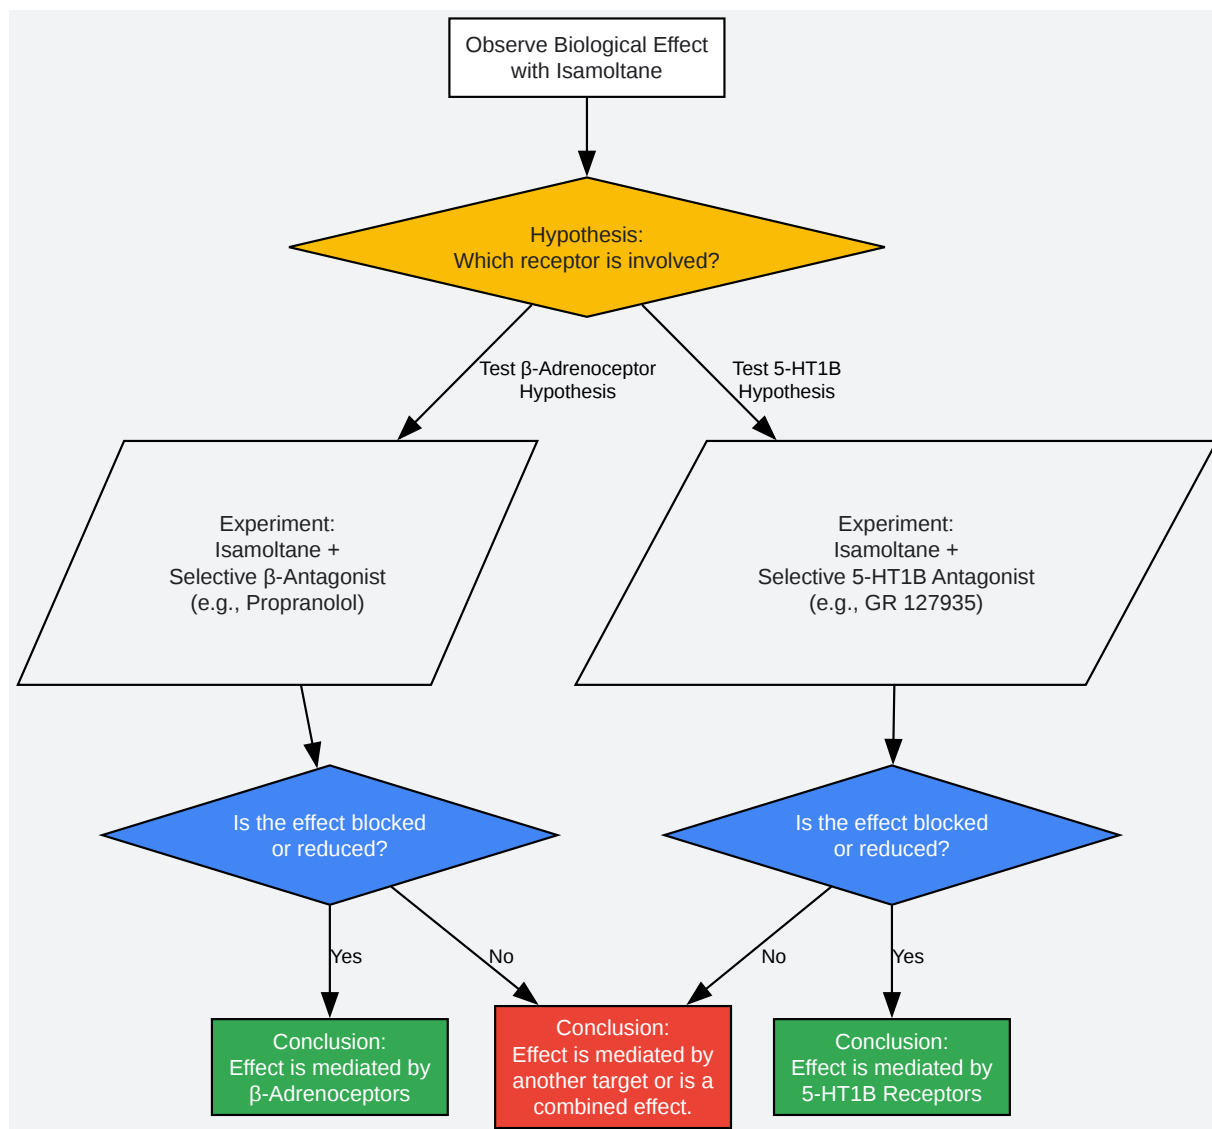 Observe Biological Effect
with Isamoltane
Hypothesis:
Which receptor is involved?
Test β-Adrenoceptor
Hypothesis
Test 5-HT1B
Hypothesis
Experiment:
Isamoltane +
Selective β-Antagonist
(e.g., Propranolol)
Experiment:
Isamoltane +
Selective 5-HT1B Antagonist
(e.g., GR 127935)
Is the effect blocked
or reduced?
Is the effect blocked
or reduced?
Yes
No
No
Yes
Conclusion:
Effect is mediated by
β-Adrenoceptors
Conclusion:
Effect is mediated by
another target or is a
combined effect.
Conclusion:
Effect is mediated by
5-HT1B Receptors